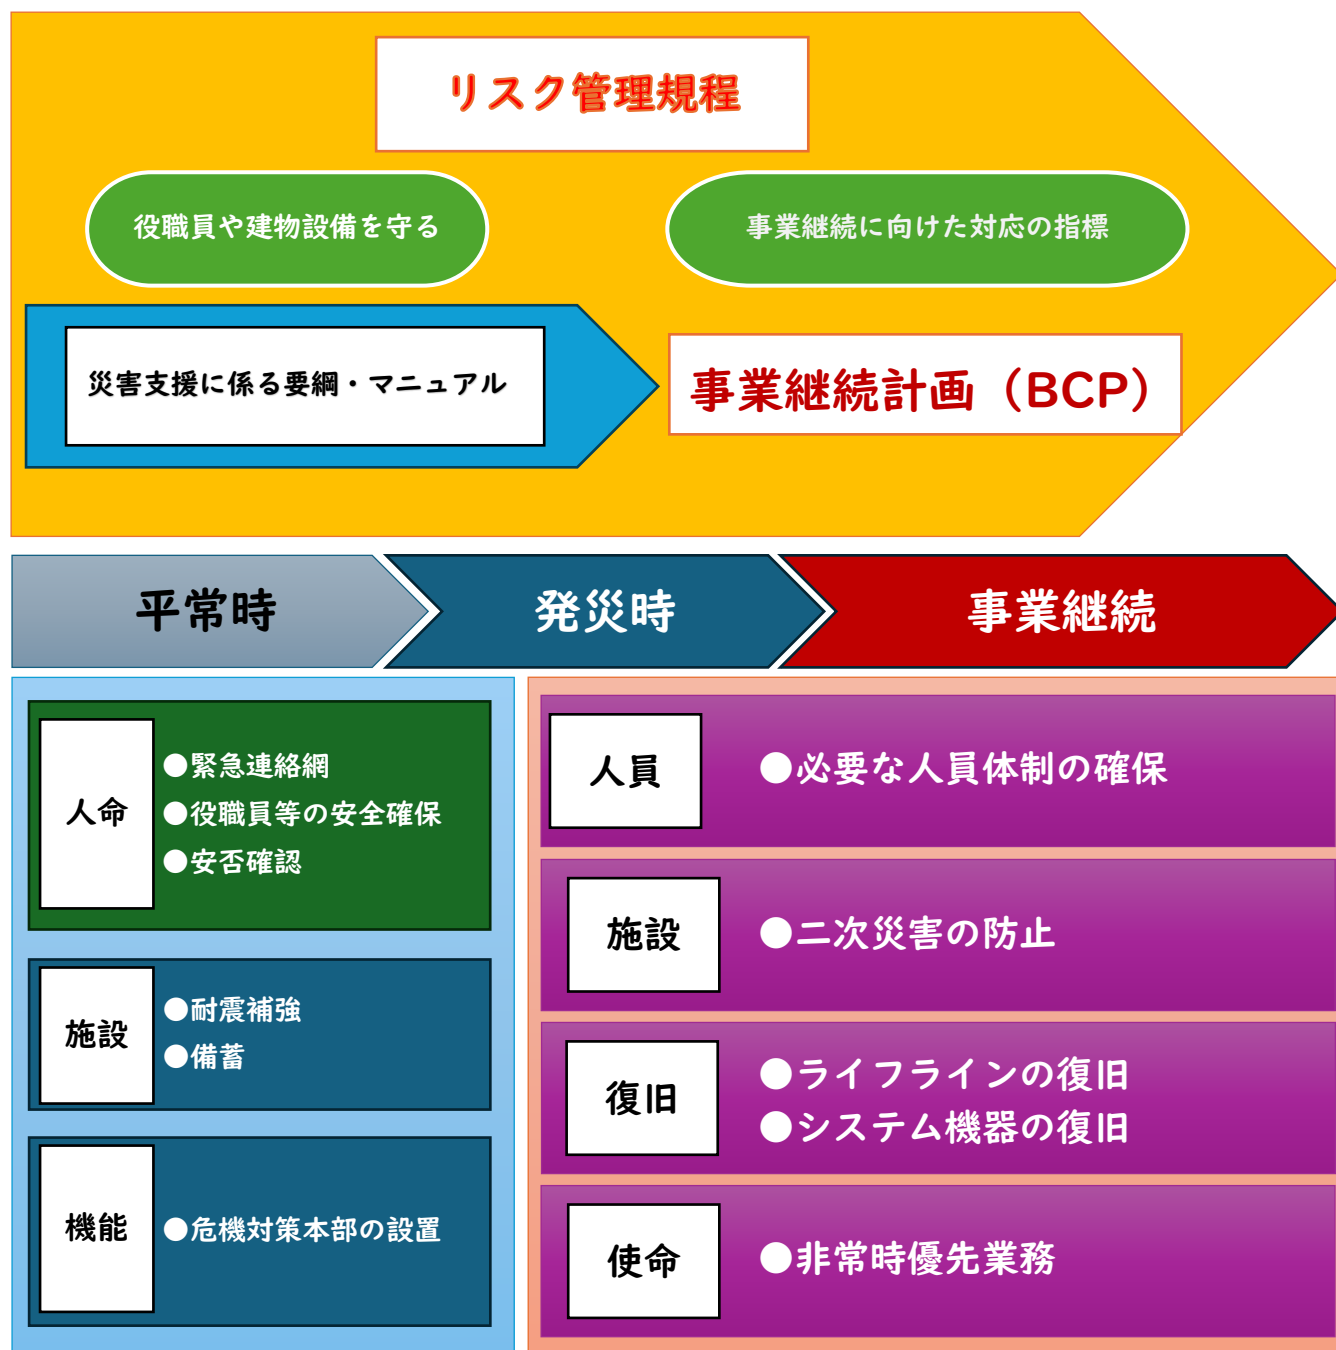 リスク管理規程
役職員や建物設備を守る
事業継続に向けた対応の指標
災害支援に係る要綱・マニュアル
事業継続計画（BCP）
平常時
発災時
事業継続
人命
●緊急連絡網
●役職員等の安全確保
●安否確認
施設
●耐震補強
●備蓄
機能
●危機対策本部の設置
人員
●必要な人員体制の確保
施設
●二次災害の防止
復旧
●ライフラインの復旧
●システム機器の復旧
使命
●非常時優先業務